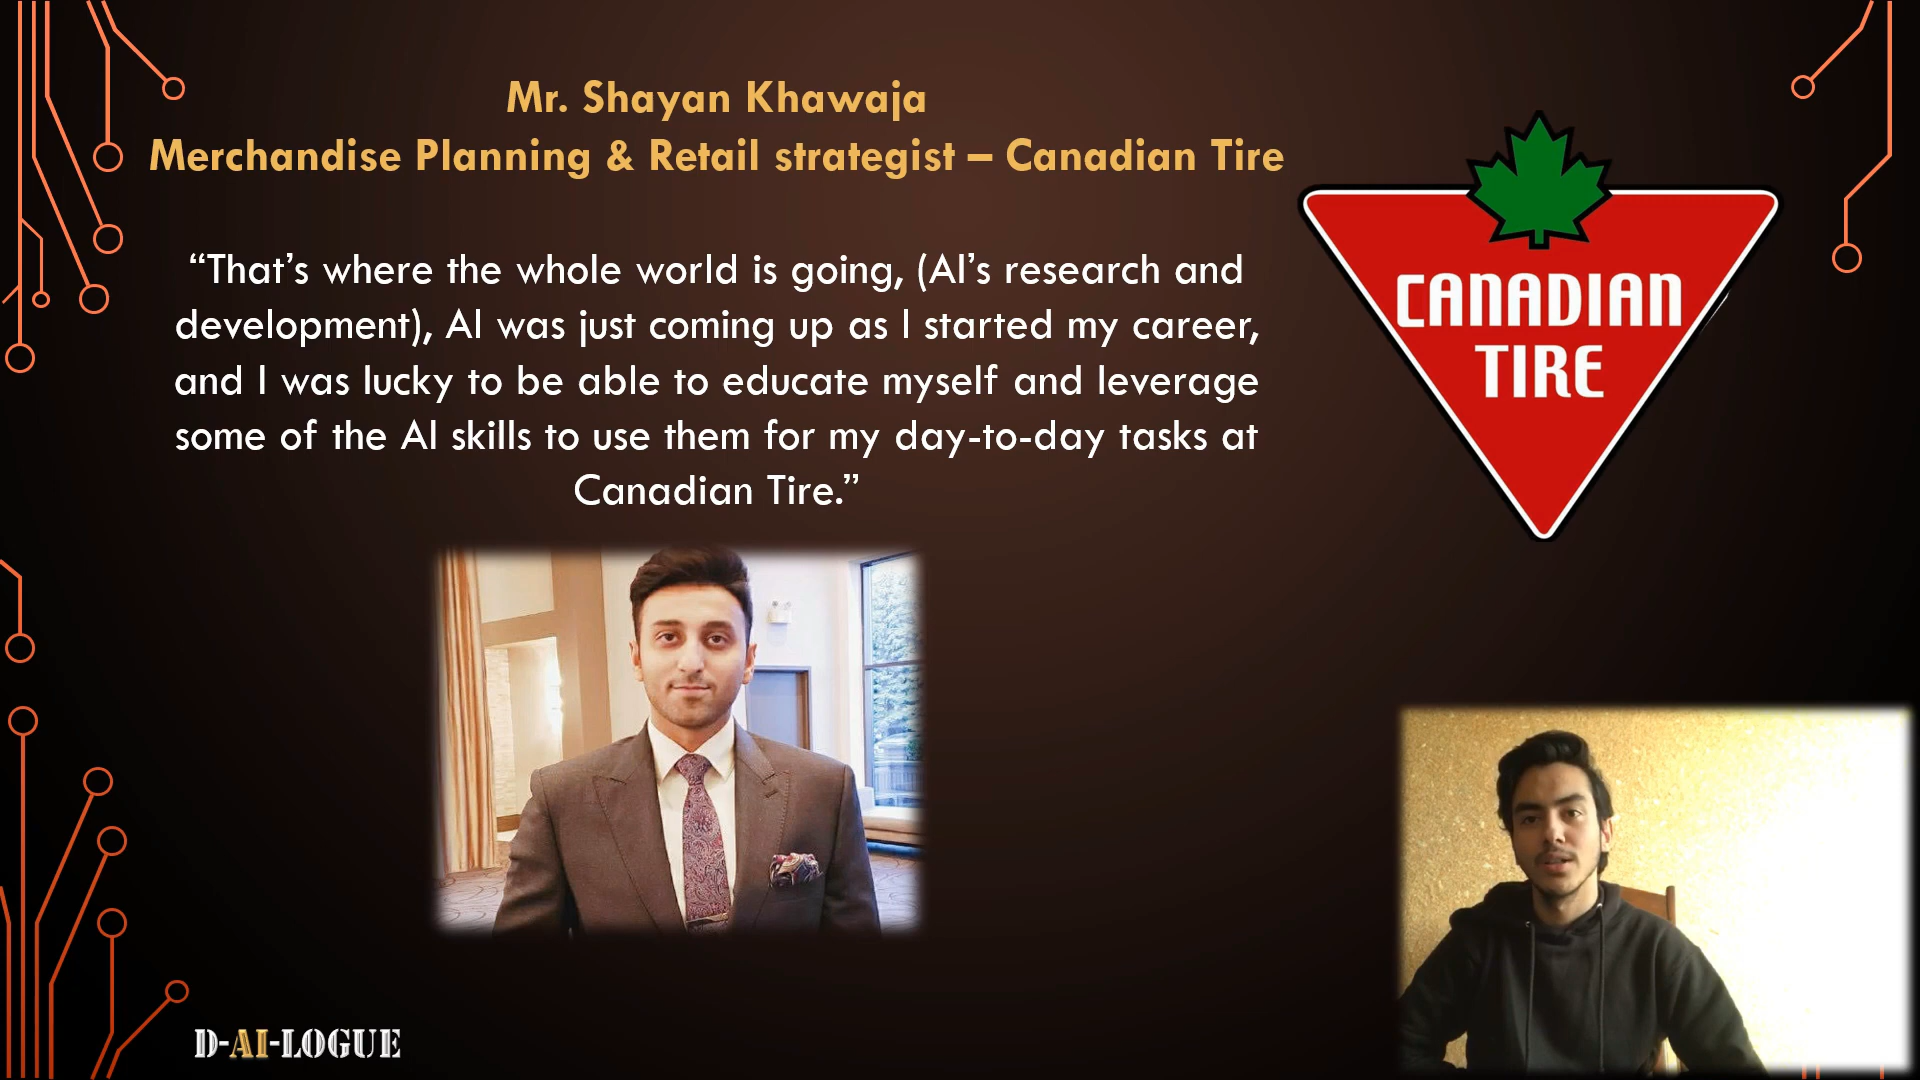 Mr. Shayan Khawaja
Merchandise Planning & Retail strategist – Canadian Tire
“That’s where the whole world is going, (AI’s research and
development), AI was just coming up as I started my career,
and I was lucky to be able to educate myself and leverage
some of the AI skills to use them for my day-to-day tasks at
Canadian Tire.”
CANADIAN
TIRE
D-AI-LOGUE